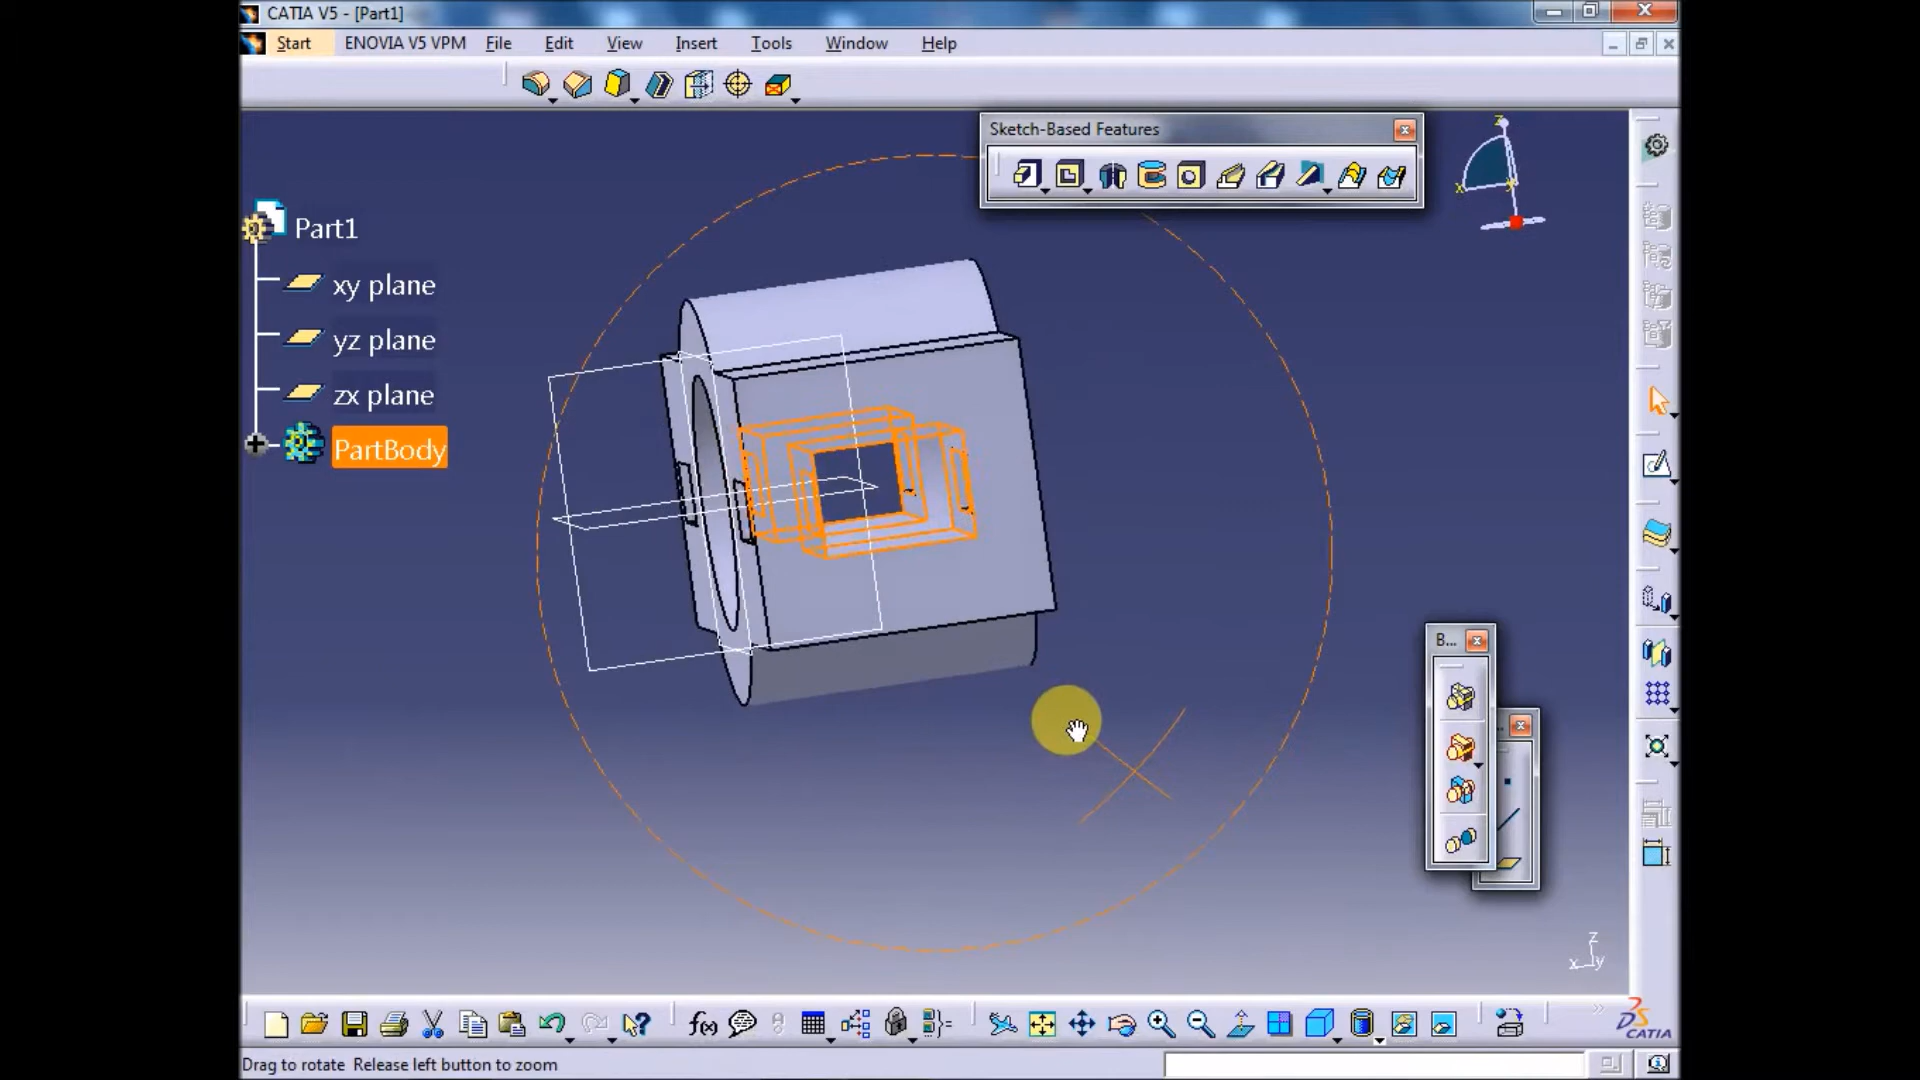 CATIA V5 - [Part1]
Start ENOVIA V5 VPM File Edit View Insert Tools Window Help
Sketch-Based Features
z
x
y
Part1
xy plane
yz plane
zx plane
PartBody
B...
z
x y
f(x)
CATIA
Drag to rotate Release left button to zoom